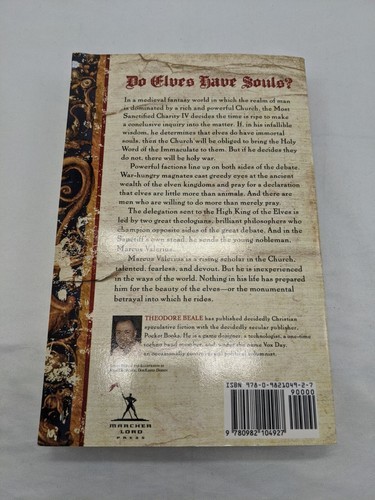 Do Elves Have Souls?
In a medieval fantasy world in which the realm of man
is dominated by a rich and powerful Church, the Most
Sanctified Charity IV decides the time is ripe to make
a conclusive inquiry into the matter. If, in his infallible
wisdom, he determines that elves do have immortal
souls, then the Church will be obliged to bring the Holy
Word of the Immaculate to them. But if he decides they
do not, there will be holy war.
Powerful factions line up on both sides of the debate.
War-hungry magnates cast greedy eyes at the ancient
wealth of the elven kingdoms and pray for a declaration
that elves are little more than animals. And there are
men who are willing to do more than merely pray.
The delegation sent to the High King of the Elves is
led by two great theologians, brilliant philosophers who
champion opposite sides of the great debate. And in the
own stead, he sends the young nobleman,
Marcus Valerius.
Marcus Valerius is a rising scholar in the Church,
talented, fearless, and devout. But he is inexperienced
in the ways of the world. Nothing in his life has prepared
him for the beauty of the elves—or the monumental
betrayal into which he rides.
THEODORE BEALE has published decidedly Christian
speculative fiction with the decidedly secular publisher,
Pocket Books. He is a game designer, a technologist, a one-time
techno band member, and, under the name Vox Day,
an political columnist.
MARCHER
LORD
PRESS
ISBN 978-0-9821049-2-7
90000
9 780982 104927